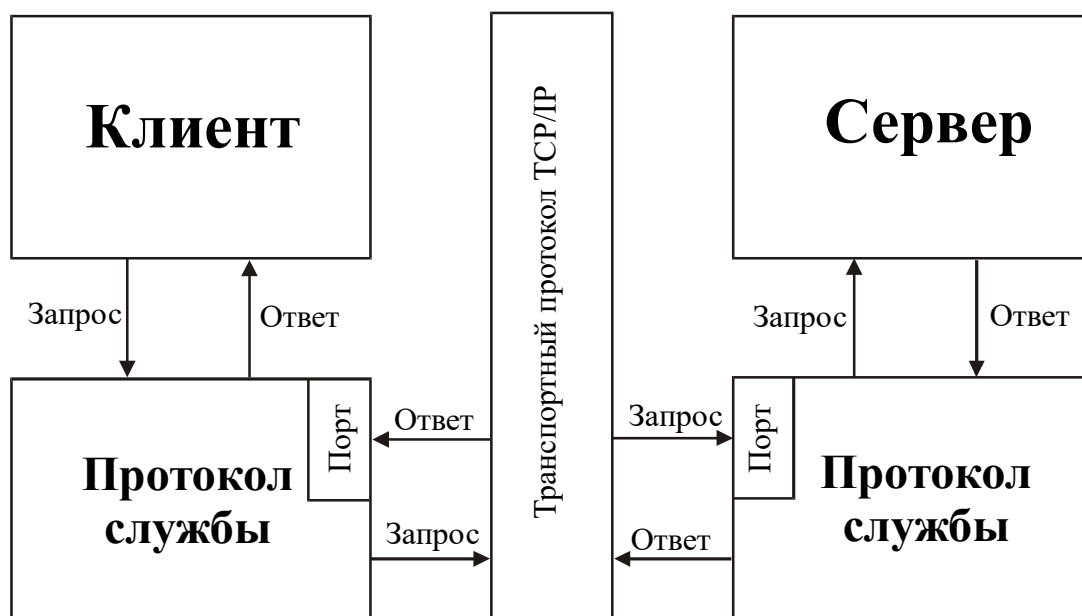 Клиент
Сервер
Транспортный протокол TCP/IP
Запрос
Ответ
Запрос
Ответ
Порт
Ответ
Запрос
Порт
Протокол
службы
Протокол
службы
Запрос
Ответ